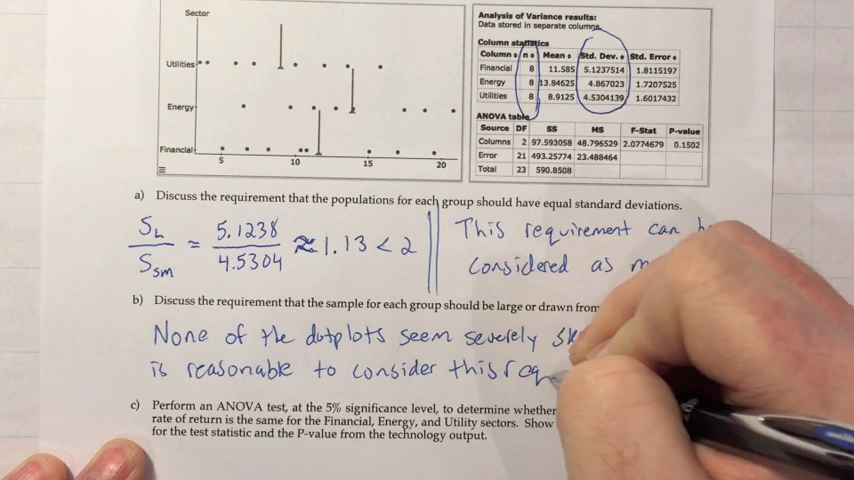 Sector
Utilities
Energy
Financial
5 10 15 20
Analysis of Variance results:
Data stored in separate columns.
Column statistics
Column n Mean Std. Dev. Std. Error
Financial 8 11.585 5.1237514 1.8115197
Energy 8 13.84625 4.867023 1.7207525
Utilities 8 8.9125 4.5304139 1.6017432
ANOVA table
Source DF SS MS F-Stat P-value
Columns 2 97.593058 48.796529 2.0774679 0.1502
Error 21 493.25774 23.488464
Total 23 590.8508
a) Discuss the requirement that the populations for each group should have equal standard deviations.
SL / Ssm = 5.1238 / 4.5304 ≈ 1.13 < 2
This requirement can
considered as
b) Discuss the requirement that the sample for each group should be large or drawn from
None of the dotplots seem severely
is reasonable to consider this req
c) Perform an ANOVA test, at the 5% significance level, to determine whether
rate of return is the same for the Financial, Energy, and Utility sectors. Show
for the test statistic and the P-value from the technology output.